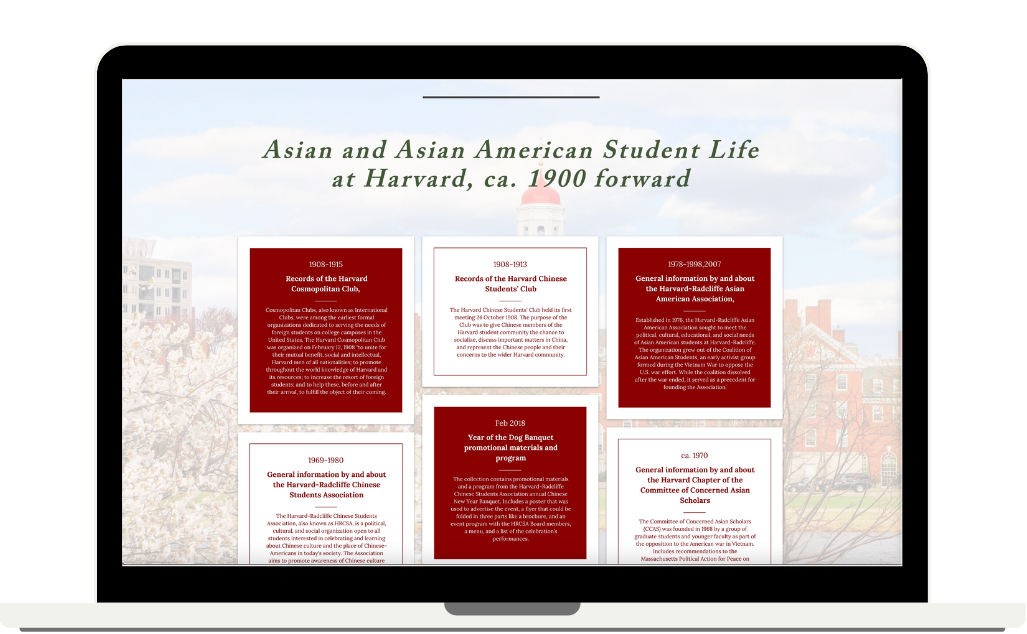 Asian and Asian American Student Life
at Harvard, ca. 1900 forward
1908-1915
Records of the Harvard
Cosmopolitan Club,
Cosmopolitan Clubs, also known as International
Clubs, were among the earliest formal
organizations dedicated to serving the needs of
foreign students on college campuses in the
United States. The Harvard Cosmopolitan Club
was organized on February 12, 1908 "to unite for
their mutual benefit, social and intellectual,
Harvard men of all nationalities; to promote
throughout the world knowledge of Harvard and
its resources; to increase the resort of foreign
students; and to help these, before and after
their arrival, to fulfill the object of their coming.
1908-1913
Records of the Harvard Chinese
Students' Club
The Harvard Chinese Students' Club held its first
meeting 24 October 1908. The purpose of the
Club was to give Chinese members of the
Harvard student community the chance to
socialize, discuss important matters in China,
and represent the Chinese people and their
concerns to the wider Harvard community.
1978-1998,2007
General information by and about
the Harvard-Radcliffe Asian
American Association,
Established in 1976, the Harvard-Radcliffe Asian
American Association sought to meet the
political, cultural, educational, and social needs
of Asian American students at Harvard-Radcliffe.
The organization grew out of the Coalition of
Asian American Students, an early activist group
formed during the Vietnam War to oppose the
U.S. war effort. While the coalition dissolved
after the war ended, it served as a precedent for
founding the Association.
1969-1980
General information by and about
the Harvard-Radcliffe Chinese
Students Association
The Harvard-Radcliffe Chinese Students
Association, also known as HRCSA, is a political,
cultural, and social organization open to all
students interested in celebrating and learning
about Chinese culture and the place of Chinese-
Americans in today's society. The Association
aims to promote awareness of Chinese culture
Feb 2018
Year of the Dog Banquet
promotional materials and
program
The collection contains promotional materials
and a program from the Harvard-Radcliffe
Chinese Students Association annual Chinese
New Year Banquet. Includes a poster that was
used to advertise the event, a flyer that could be
folded in three parts like a brochure, and an
event program with the HRCSA Board members,
a menu, and a list of the celebration's
performances.
ca. 1970
General information by and about
the Harvard Chapter of the
Committee of Concerned Asian
Scholars
The Committee of Concerned Asian Scholars
(CCAS) was founded in 1968 by a group of
graduate students and younger faculty as part of
the opposition to the American war in Vietnam.
Includes recommendations to the
Massachusetts Political Action for Peace on